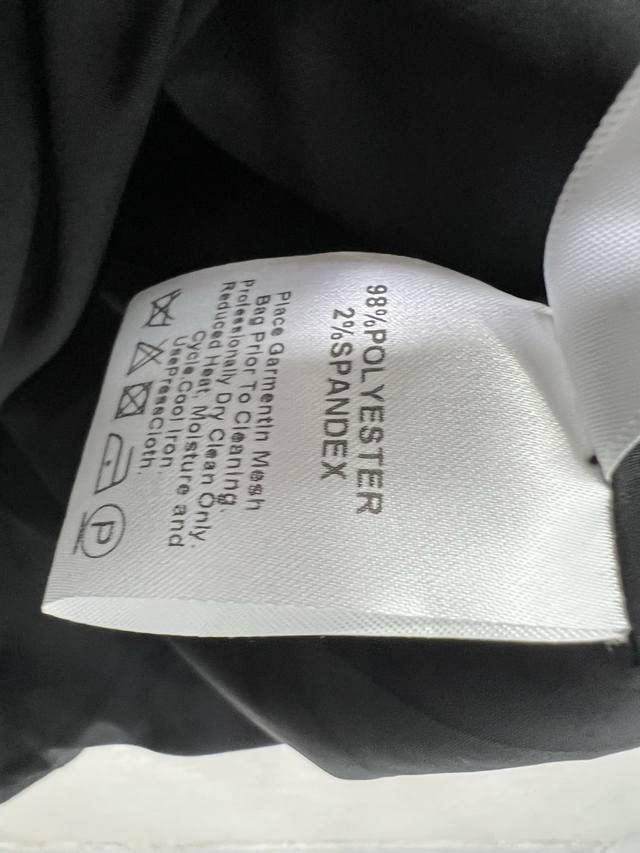 98%POLYESTER
2%SPANDEX
Place Garmentln Mesh
Bag Prior To Cleaning.
Professionally Dry Clean Only.
Reduced Heat, Moisture and
Cycle.Cool Iron.
UsePressCloth.
P